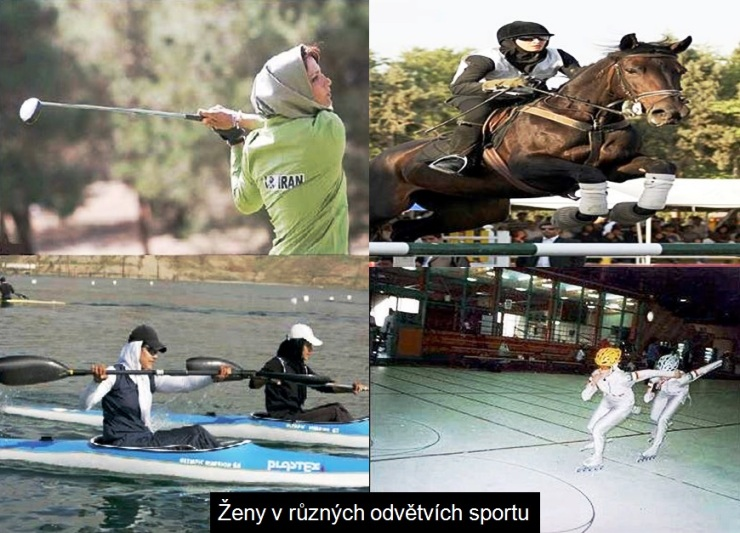 I.R IRAN
PLAYTEX
Ženy v různých odvětvích sportu